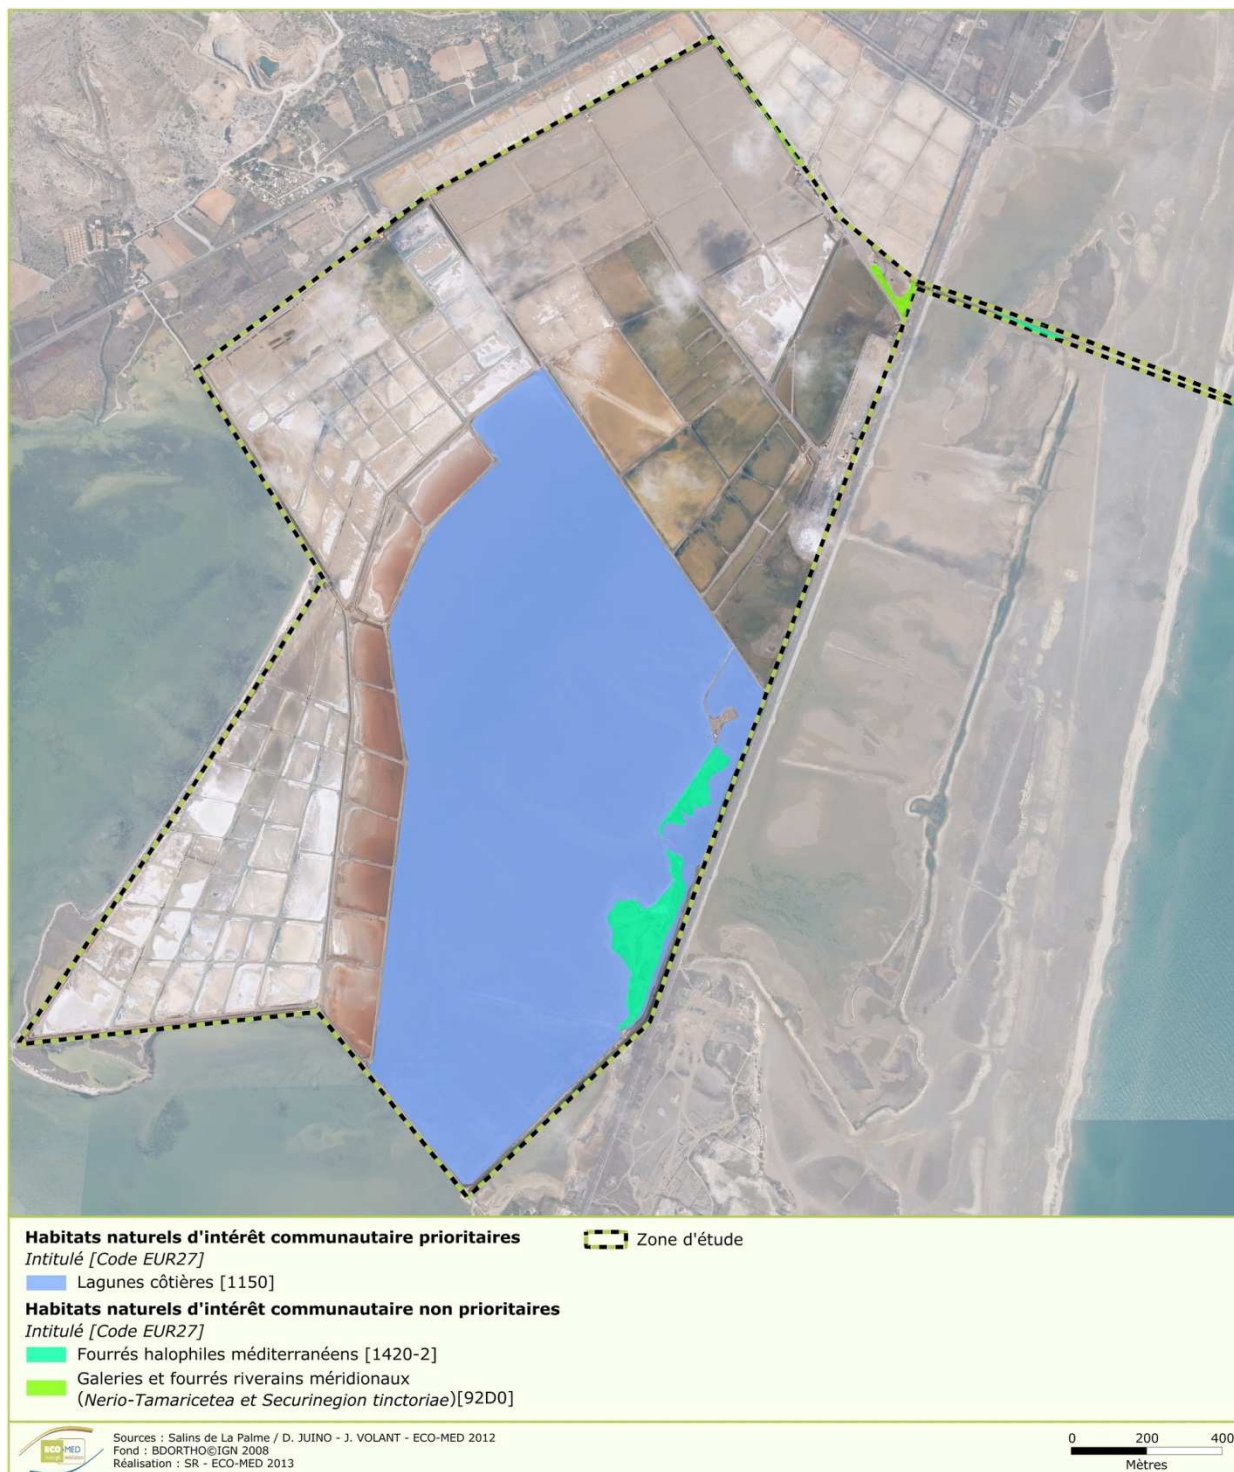 Habitats naturels d'intérêt communautaire prioritaires
Intitulé [Code EUR27]
Lagunes côtières [1150]
Habitats naturels d'intérêt communautaire non prioritaires
Intitulé [Code EUR27]
Fourrés halophiles méditerranéens [1420-2]
Galeries et fourrés riverains méridionaux
(Nerio-Tamaricetea et Securinegion tinctoriae)[92D0]
Zone d'étude
ECO-MED
Sources : Salins de La Palme / D. JUINO - J. VOLANT - ECO-MED 2012
Fond : BDORTHO©IGN 2008
Réalisation : SR - ECO-MED 2013
0 200 400
Mètres